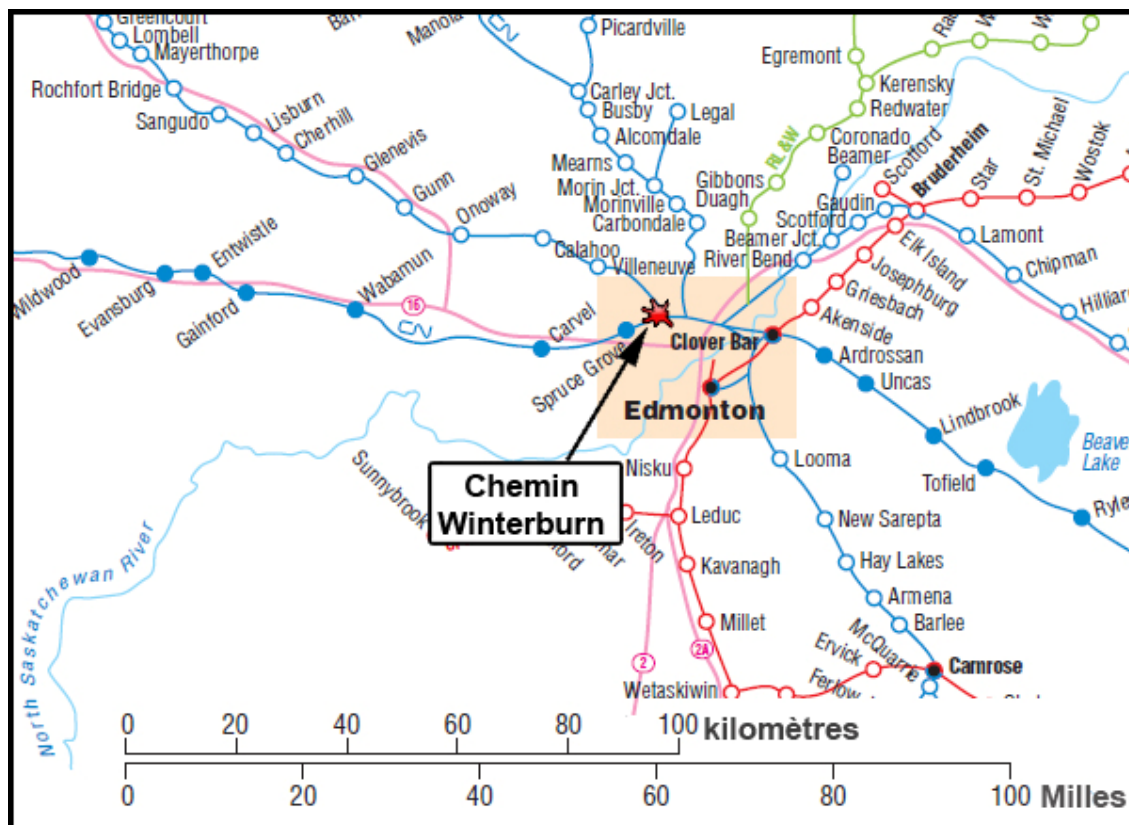 Greencourt
Lombell
Mayerthorpe
Rochfort Bridge
Sangudo
Lisburn
Cherhill
Glenevis
Gunn
Onoway
Calahoo
Villeneuve
Manola
CN
Picardville
Carley Jct.
Busby
Legal
Alcomdale
Mearns
Morin Jct.
Morinville
Carbondale
Egremont
Kerensky
Redwater
RL&W
Coronado
Beamer
Gibbons
Duagh
Scotford
Bruderheim
Star
St. Michael
Wostok
Gaudin
Scotford
Beamer Jct.
River Bend
Elk Island
Lamont
Chipman
Josephburg
Griesbach
Akenside
Wildwood
Evansburg
Entwistle
Gainford
Wabamun
16
CN
Carvel
Spruce Grove
Clover Bar
Edmonton
Ardrossan
Uncas
Lindbrook
Tofield
Lake
Chemin
Winterburn
Sunnybrook
Ireton
Nisku
Leduc
Kavanagh
Millet
Wetaskiwin
2
2A
Looma
New Sarepta
Hay Lakes
Armena
Barlee
McQuarrie
Ervick
Camrose
North Saskatchewan River
0 20 40 60 80 100 kilomètres
0 20 40 60 80 100 Milles